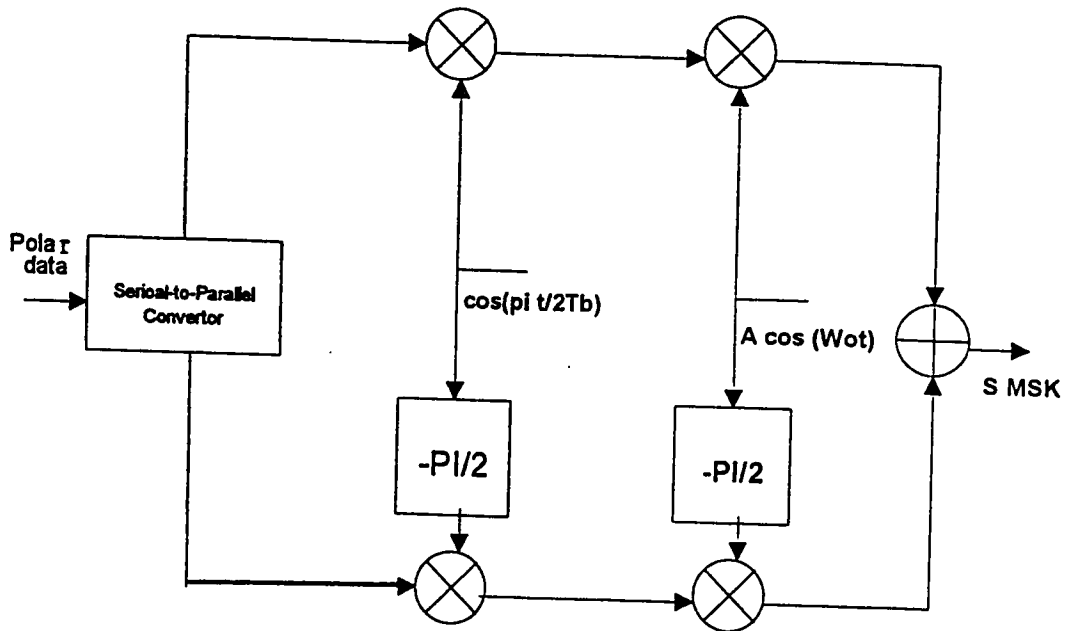 Polar
data
Serical-to-Parallel
Convertor
cos(pi t/2Tb)
A cos (Wot)
S MSK
-PI/2
-PI/2